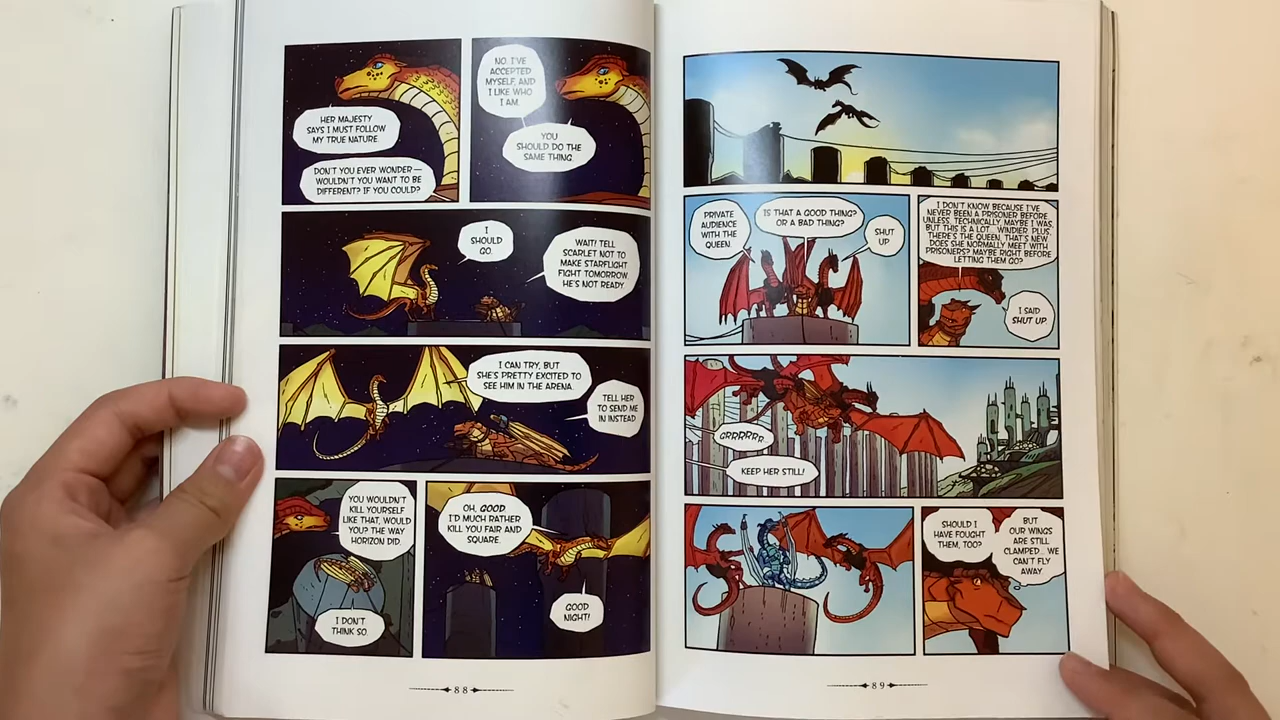 HER MAJESTY
SAYS I MUST FOLLOW
MY TRUE NATURE.
DON'T YOU EVER WONDER—
WOULDN'T YOU WANT TO BE
DIFFERENT? IF YOU COULD?
NO. I'VE
ACCEPTED
MYSELF, AND
I LIKE WHO
I AM.
YOU
SHOULD DO THE
SAME THING.
I
SHOULD
GO.
WAIT! TELL
SCARLET NOT TO
MAKE STARFLIGHT
FIGHT TOMORROW.
HE'S NOT READY.
I CAN TRY, BUT
SHE'S PRETTY EXCITED TO
SEE HIM IN THE ARENA.
TELL HER
TO SEND ME
IN INSTEAD.
YOU WOULDN'T
KILL YOURSELF
LIKE THAT, WOULD
YOU? THE WAY
HORIZON DID.
I DON'T
THINK SO.
OH, GOOD.
I'D MUCH RATHER
KILL YOU FAIR AND
SQUARE.
GOOD
NIGHT!
88
PRIVATE
AUDIENCE
WITH THE
QUEEN.
IS THAT A GOOD THING?
OR A BAD THING?
SHUT
UP.
I DON'T KNOW BECAUSE I'VE
NEVER BEEN A PRISONER BEFORE.
UNLESS, TECHNICALLY, MAYBE I WAS,
BUT THIS IS A LOT... WINDIER. PLUS,
THERE'S THE QUEEN, THAT'S NEW.
DOES SHE NORMALLY MEET WITH
PRISONERS? MAYBE RIGHT BEFORE
LETTING THEM GO?
I SAID
SHUT UP.
GRRRRRR...
KEEP HER STILL!
SHOULD I
HAVE FOUGHT
THEM, TOO?
BUT
OUR WINGS
ARE STILL
CLAMPED... WE
CAN'T FLY
AWAY.
89